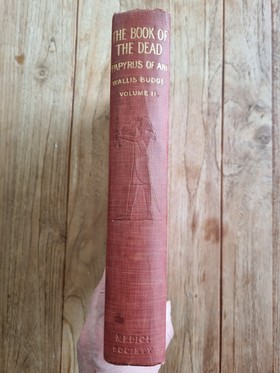 THE BOOK OF
THE DEAD
PAPYRUS OF ANI
WALLIS BUDGE
VOLUME II
MEDICI
SOCIETY